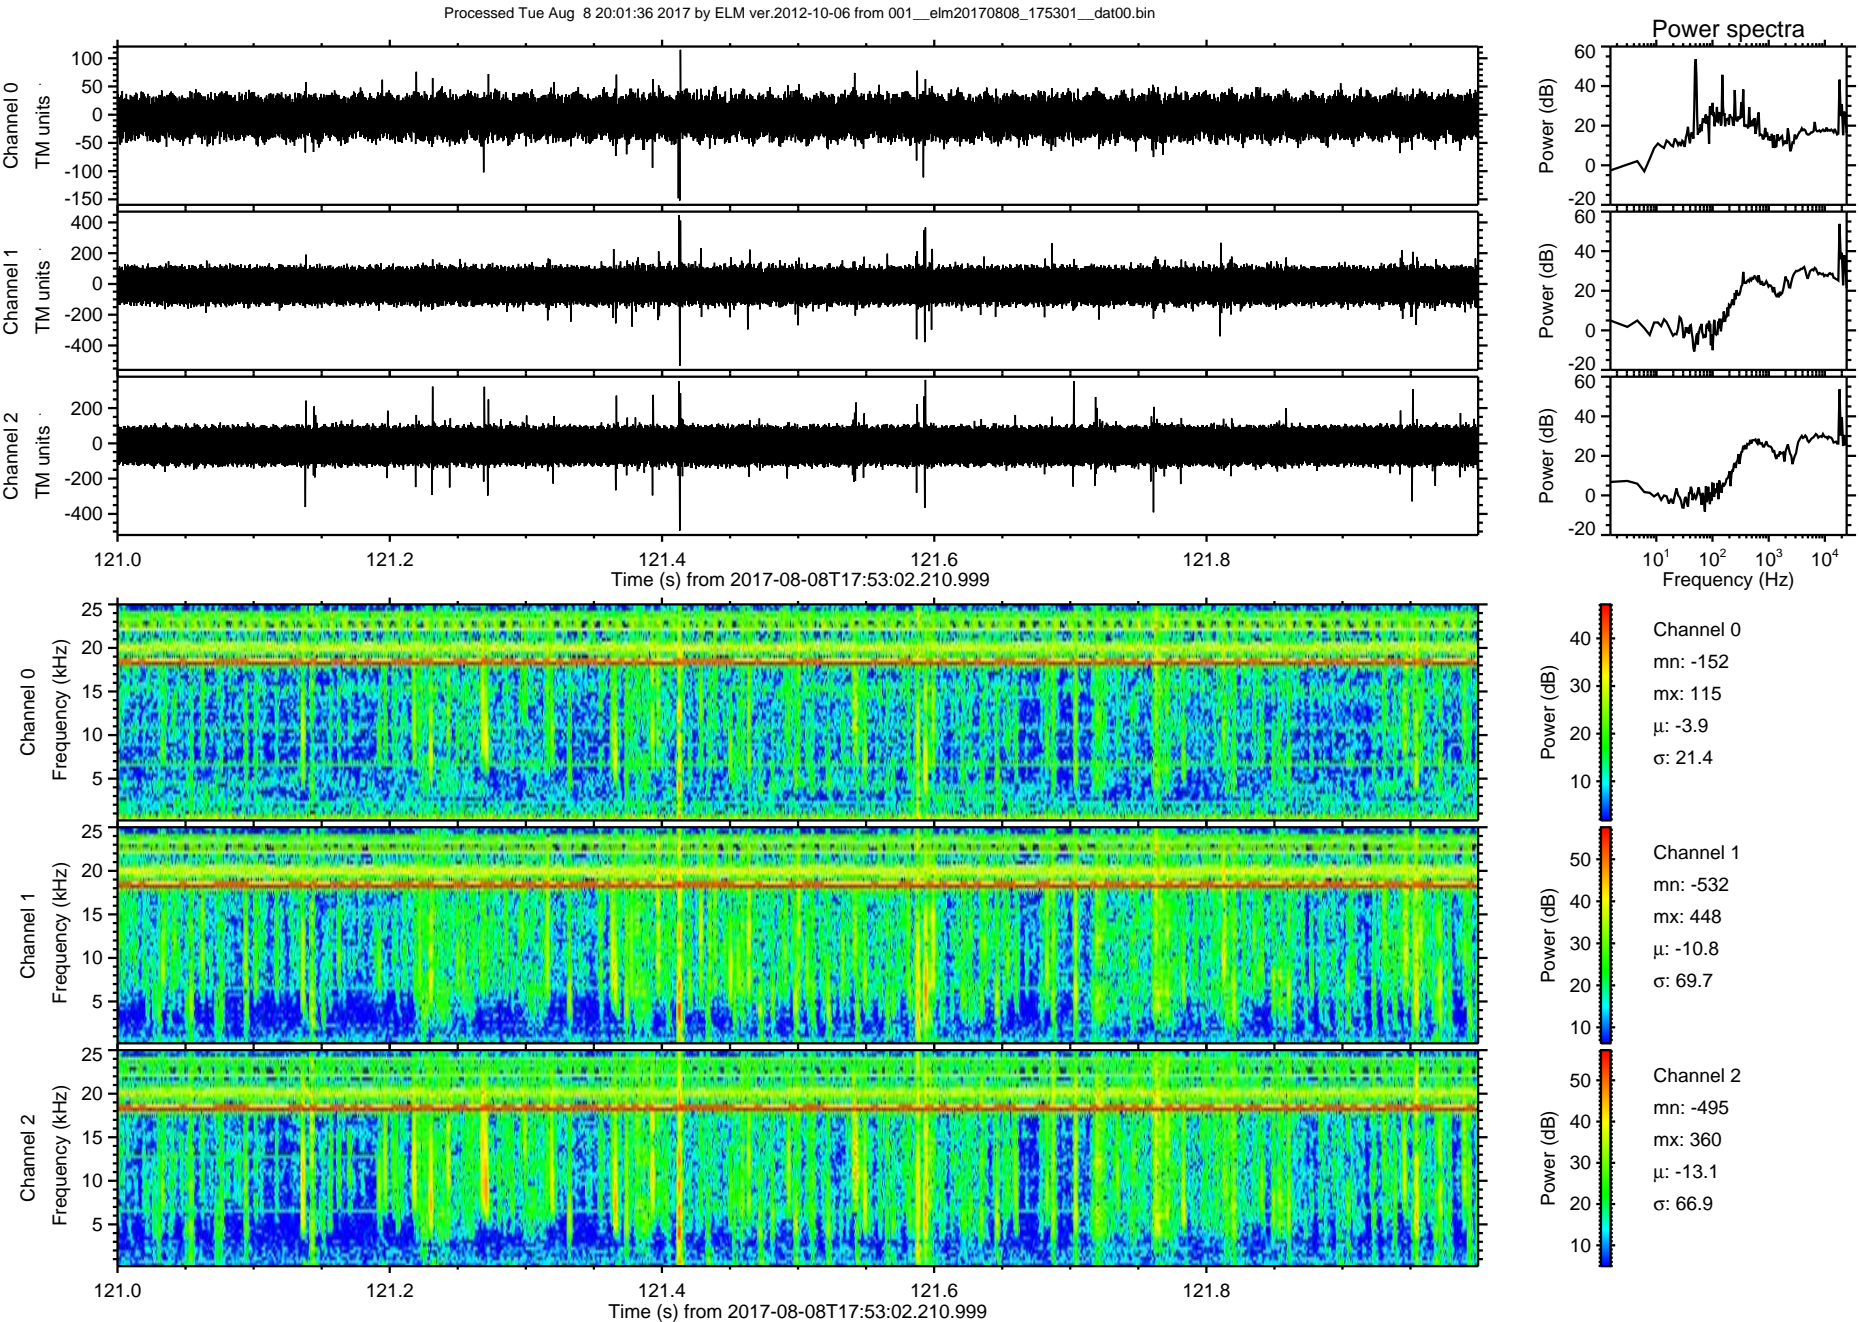 Processed Tue Aug  8 20:01:36 2017 by ELM ver.2012-10-06 from 001__elm20170808_175301__dat00.bin
Power spectra
Channel 0
TM units
100
50
0
-50
-100
-150
Power (dB)
60
40
20
0
-20
Channel 1
TM units
400
200
0
-200
-400
Power (dB)
60
40
20
0
-20
Channel 2
TM units
200
0
-200
-400
Power (dB)
60
40
20
0
-20
121.0 121.2 121.4 121.6 121.8
Time (s) from 2017-08-08T17:53:02.210.999
10¹ 10² 10³ 10⁴
Frequency (Hz)
Channel 0
Frequency (kHz)
25
20
15
10
5
Power (dB)
40
30
20
10
Channel 0
mn: -152
mx: 115
μ: -3.9
σ: 21.4
Channel 1
Frequency (kHz)
25
20
15
10
5
Power (dB)
50
40
30
20
10
Channel 1
mn: -532
mx: 448
μ: -10.8
σ: 69.7
Channel 2
Frequency (kHz)
25
20
15
10
5
Power (dB)
50
40
30
20
10
Channel 2
mn: -495
mx: 360
μ: -13.1
σ: 66.9
121.0 121.2 121.4 121.6 121.8
Time (s) from 2017-08-08T17:53:02.210.999